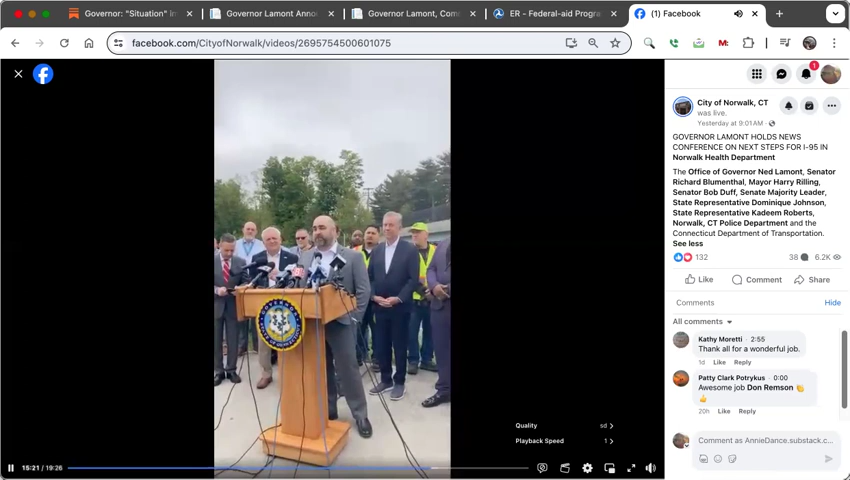 Governor: "Situation" In
Governor Lamont Anno
Governor Lamont, Com
ER - Federal-aid Progra
(1) Facebook
facebook.com/CityofNorwalk/videos/2695754500601075
M:
1
City of Norwalk, CT
was live.
Yesterday at 9:01 AM ·
GOVERNOR LAMONT HOLDS NEWS
CONFERENCE ON NEXT STEPS FOR I-95 IN
Norwalk Health Department
The Office of Governor Ned Lamont, Senator
Richard Blumenthal, Mayor Harry Rilling,
Senator Bob Duff, Senate Majority Leader,
State Representative Dominique Johnson,
State Representative Kadeem Roberts,
Norwalk, CT Police Department and the
Connecticut Department of Transportation.
See less
132
38
6.2K
Like
Comment
Share
Comments
Hide
All comments
Kathy Moretti · 2:55
Thank all for a wonderful job.
1d Like Reply
Patty Clark Potrykus · 0:00
Awesome job Don Remson 👏
👍
20h Like Reply
Comment as AnnieDance.substack.c...
GOVERNOR
Quality sd
Playback Speed 1
15:21 / 19:26